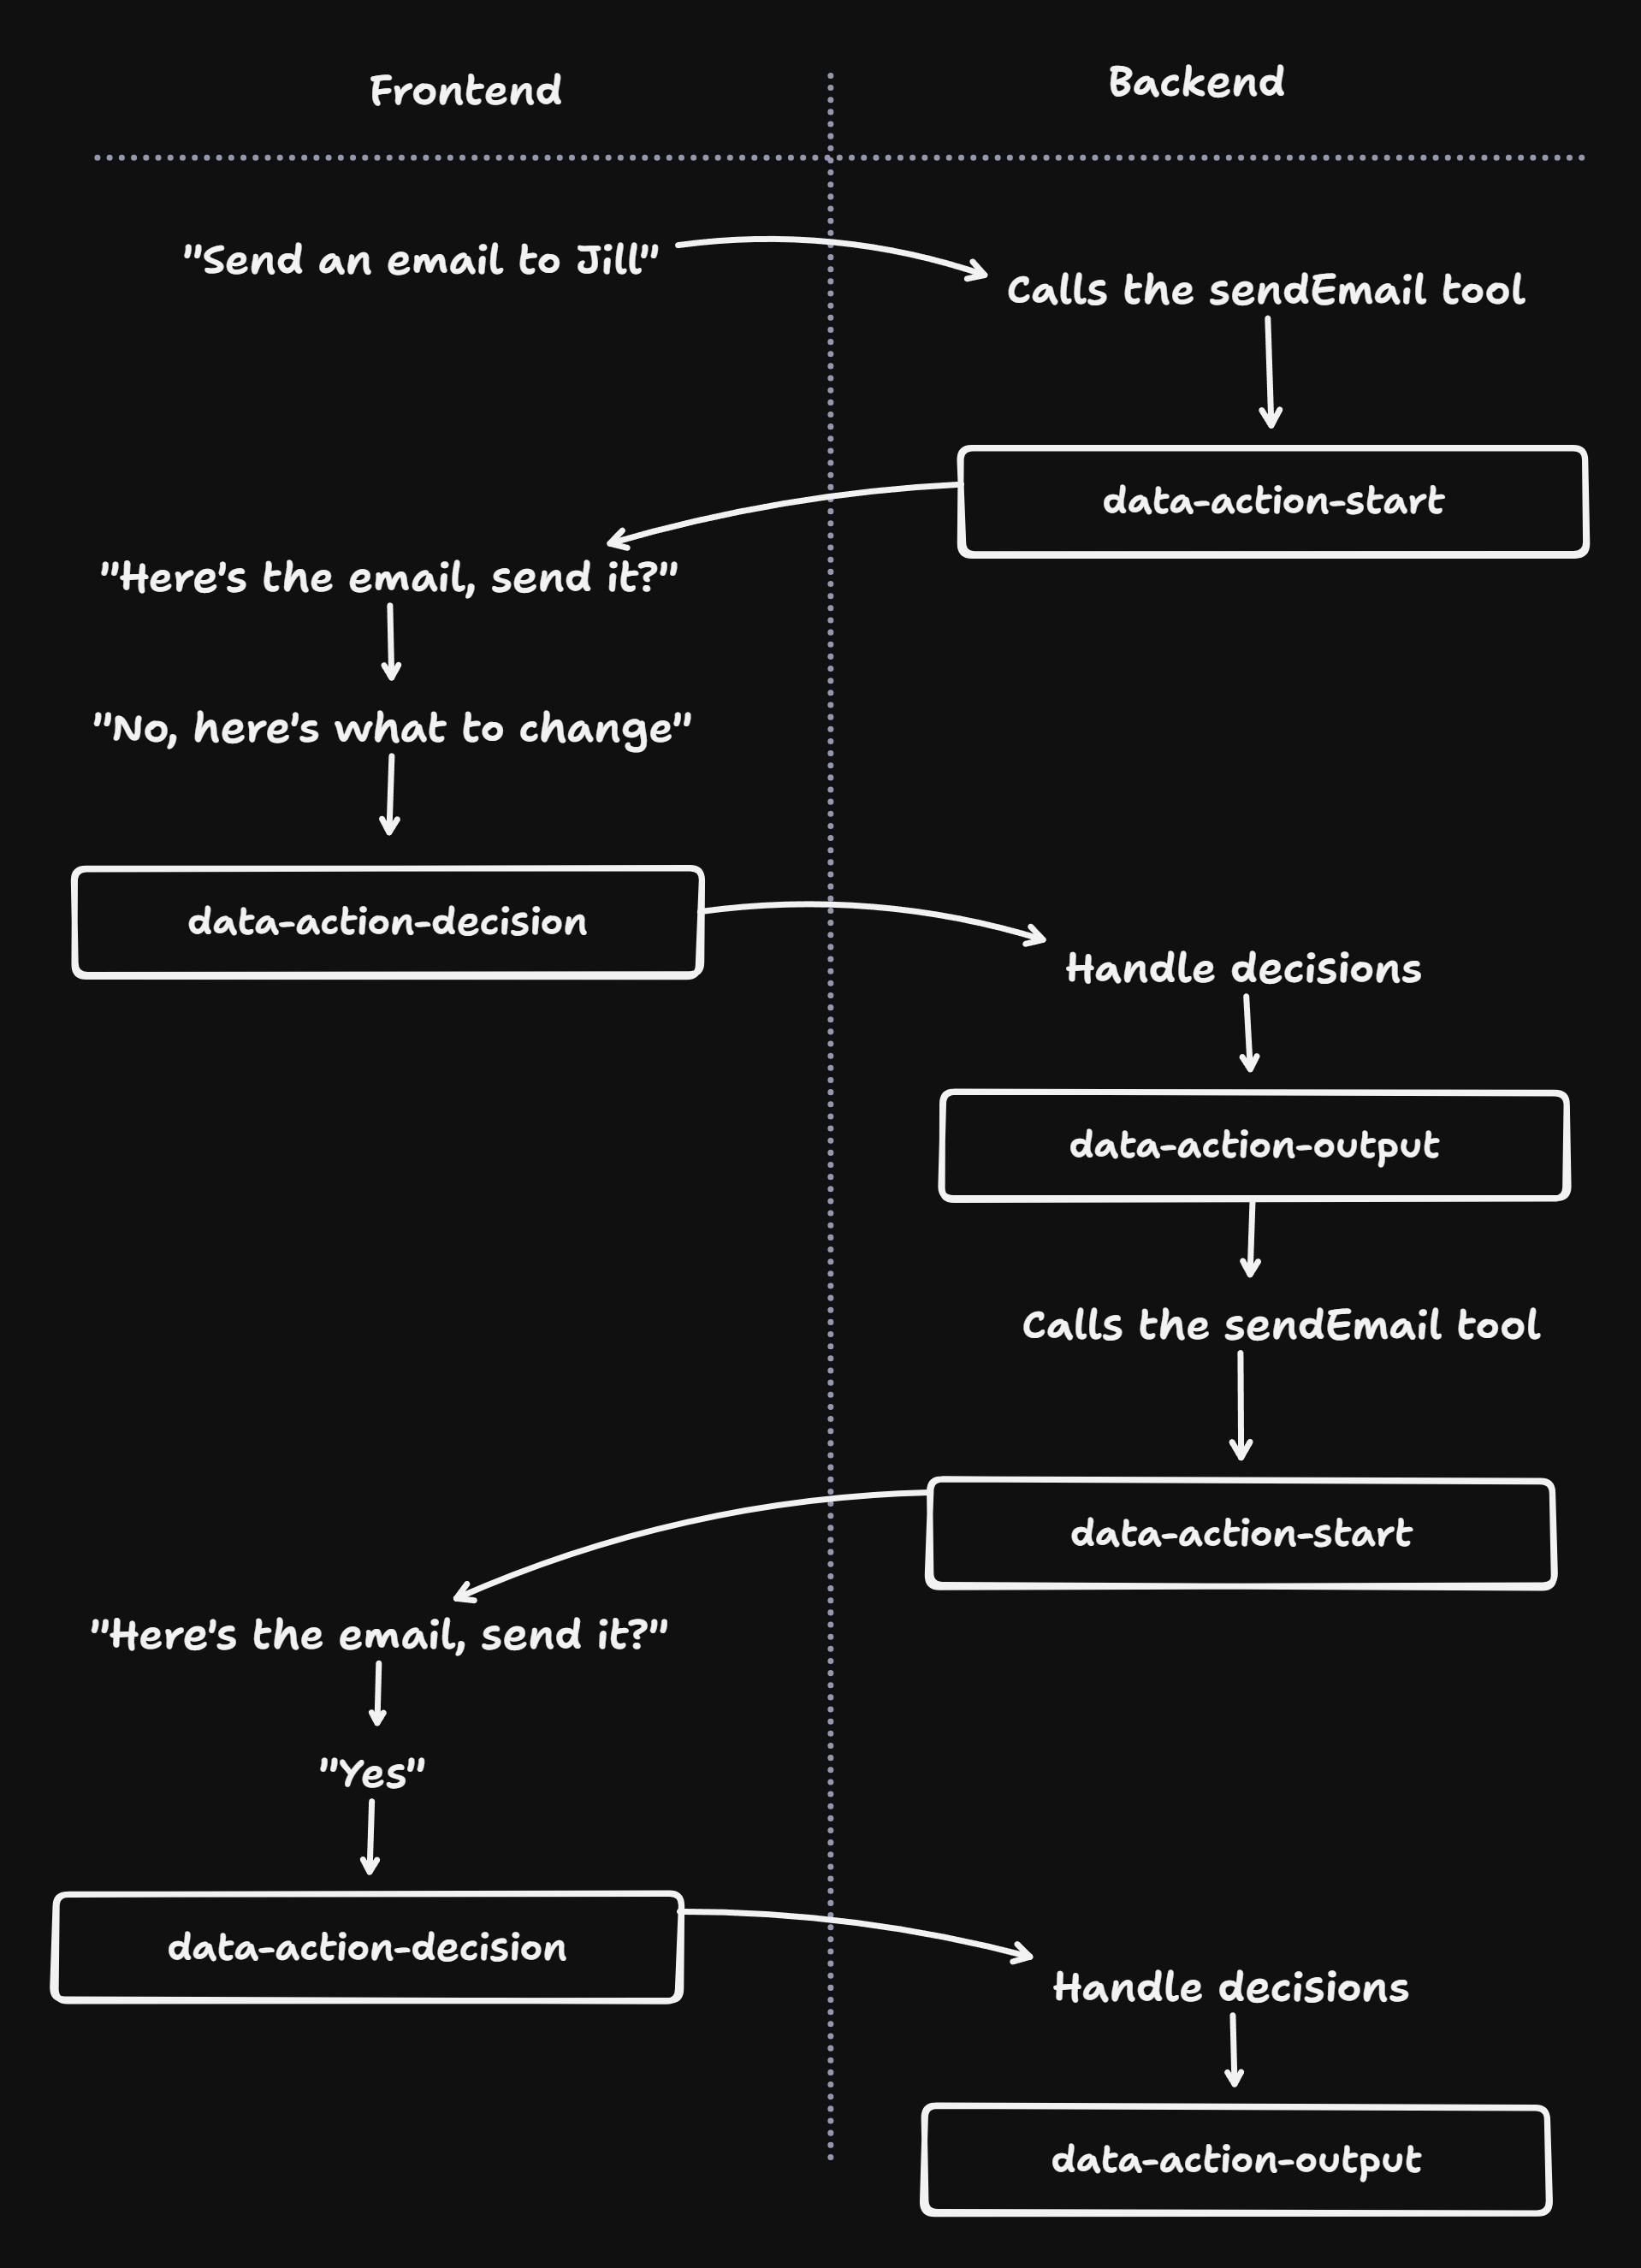 Frontend
Backend
"Send an email to Jill"
Calls the sendEmail tool
data-action-start
"Here's the email, send it?"
"No, here's what to change"
data-action-decision
Handle decisions
data-action-output
Calls the sendEmail tool
data-action-start
"Here's the email, send it?"
"Yes"
data-action-decision
Handle decisions
data-action-output